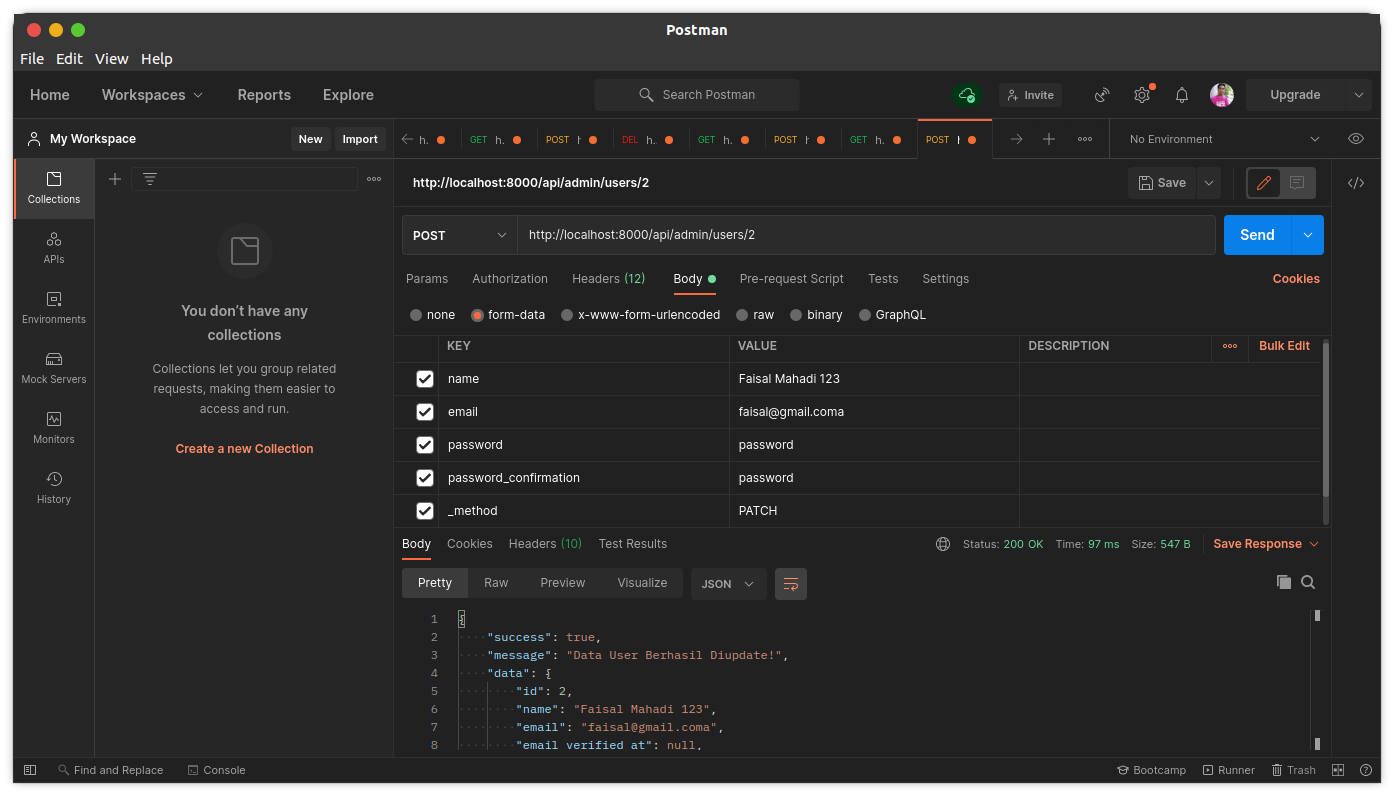 Postman
File Edit View Help
Home Workspaces Reports Explore Search Postman Invite Upgrade
My Workspace New Import h. GET h. POST h DEL h. GET h. POST h GET h. POST No Environment
Collections
APIs
Environments
Mock Servers
Monitors
History
You don't have any
collections
Collections let you group related
requests, making them easier to
access and run.
Create a new Collection
http://localhost:8000/api/admin/users/2 Save
POST http://localhost:8000/api/admin/users/2 Send
Params Authorization Headers (12) Body Pre-request Script Tests Settings Cookies
none form-data x-www-form-urlencoded raw binary GraphQL
KEY VALUE DESCRIPTION Bulk Edit
name Faisal Mahadi 123
email faisal@gmail.coma
password password
password_confirmation password
_method PATCH
Body Cookies Headers (10) Test Results Status: 200 OK Time: 97 ms Size: 547 B Save Response
Pretty Raw Preview Visualize JSON
1 {
2 "success": true,
3 "message": "Data User Berhasil Diupdate!",
4 "data": {
5 "id": 2,
6 "name": "Faisal Mahadi 123",
7 "email": "faisal@gmail.coma",
8 "email verified at": null,
Find and Replace Console Bootcamp Runner Trash